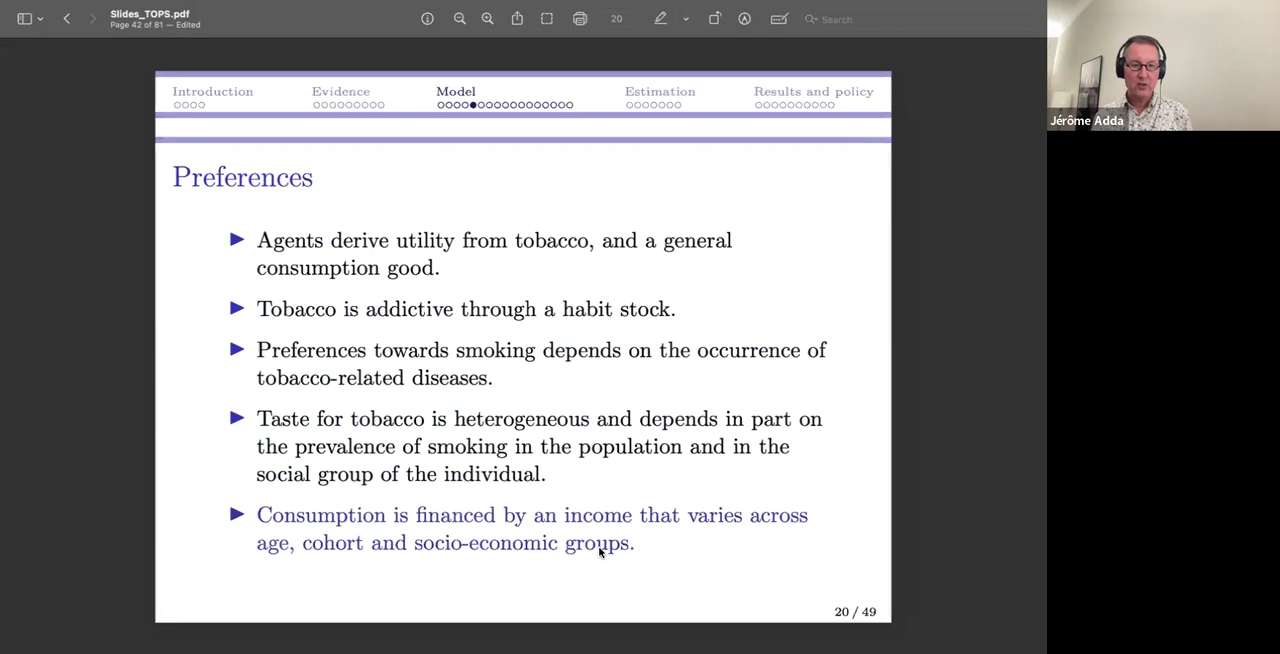 Slides_TOPS.pdf
Page 42 of 81 — Edited
20
Search
Jérôme Adda
Introduction
Evidence
Model
Estimation
Results and policy
Preferences
Agents derive utility from tobacco, and a general
consumption good.
Tobacco is addictive through a habit stock.
Preferences towards smoking depends on the occurrence of
tobacco-related diseases.
Taste for tobacco is heterogeneous and depends in part on
the prevalence of smoking in the population and in the
social group of the individual.
Consumption is financed by an income that varies across
age, cohort and socio-economic groups.
20 / 49